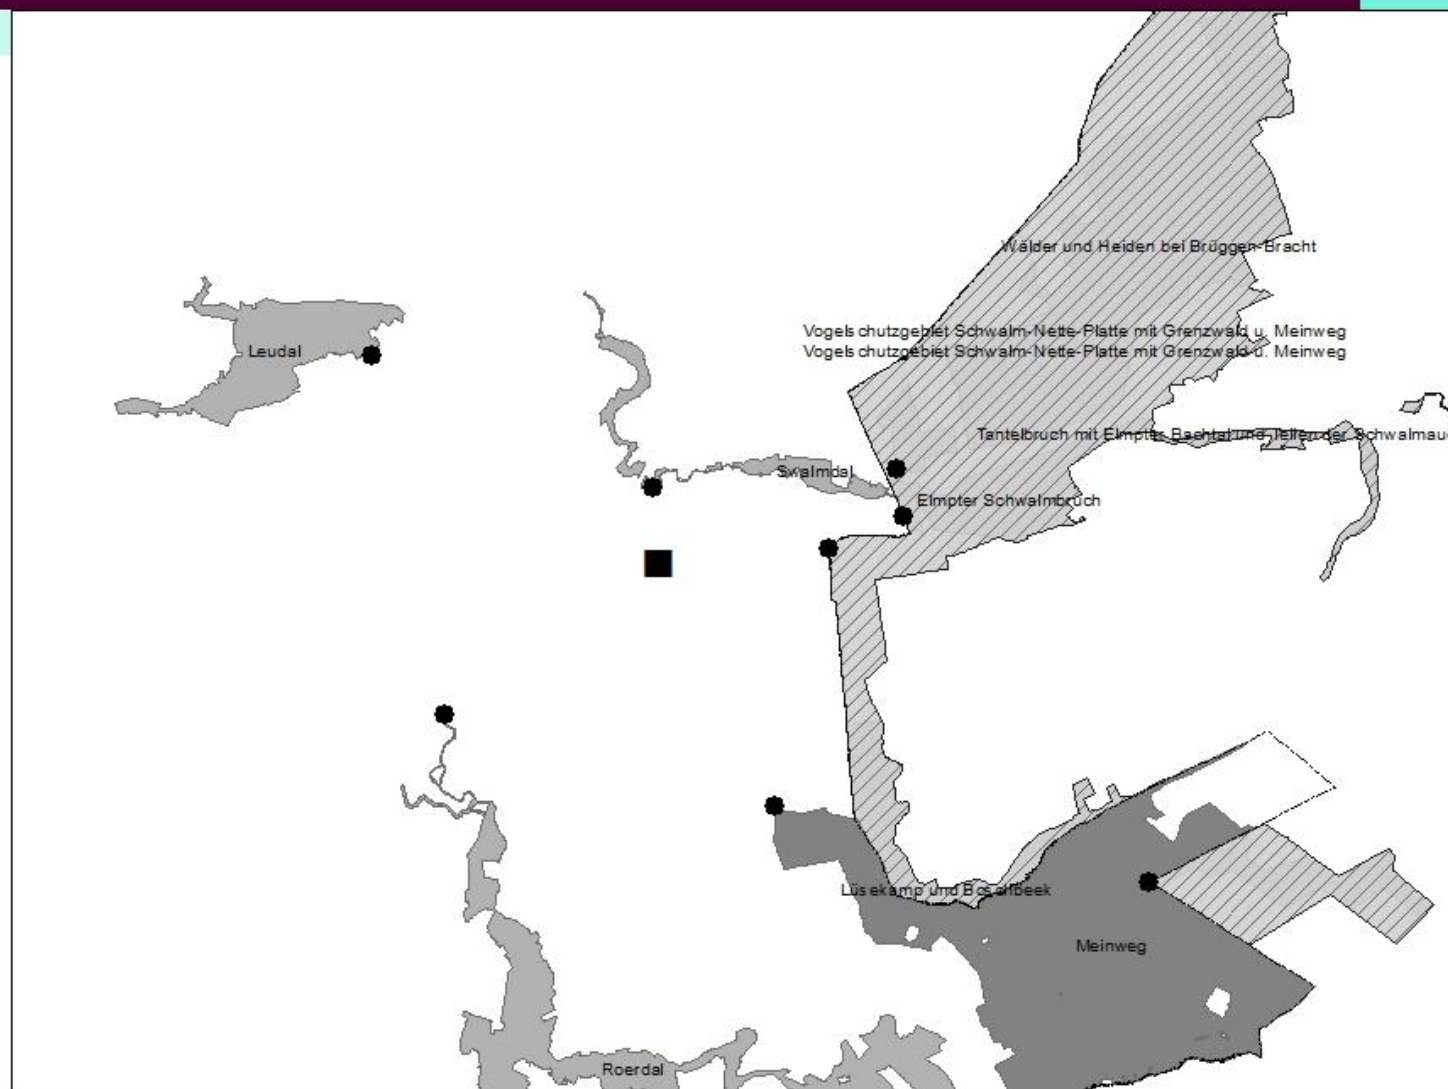 Wälder und Heiden bei Brüggen-Bracht
Vogelschutzgebiet Schwalm-Nette-Platte mit Grenzwald u. Meinweg
Leudal
Vogelschutzgebiet Schwalm-Nette-Platte mit Grenzwald u. Meinweg
Tantelbruch mit Elmpter Bachtal und Teilen der Schwalmau
Swalmdal
Elmpter Schwalmbruch
Lüsekamp und Boschbeek
Meinweg
Roerdal